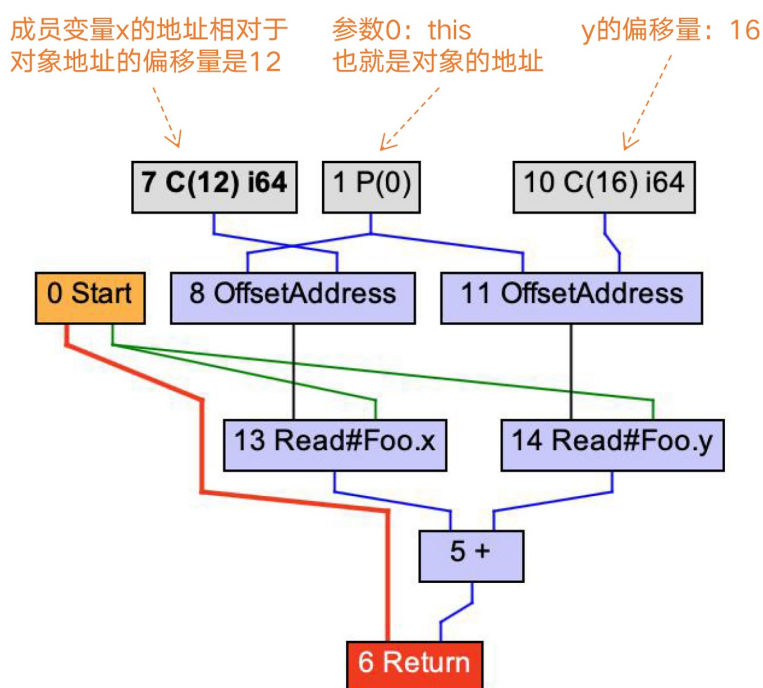 成员变量x的地址相对于
对象地址的偏移量是12
参数0：this
也就是对象的地址
y的偏移量：16
7 C(12) i64
1 P(0)
10 C(16) i64
0 Start
8 OffsetAddress
11 OffsetAddress
13 Read#Foo.x
14 Read#Foo.y
5 +
6 Return